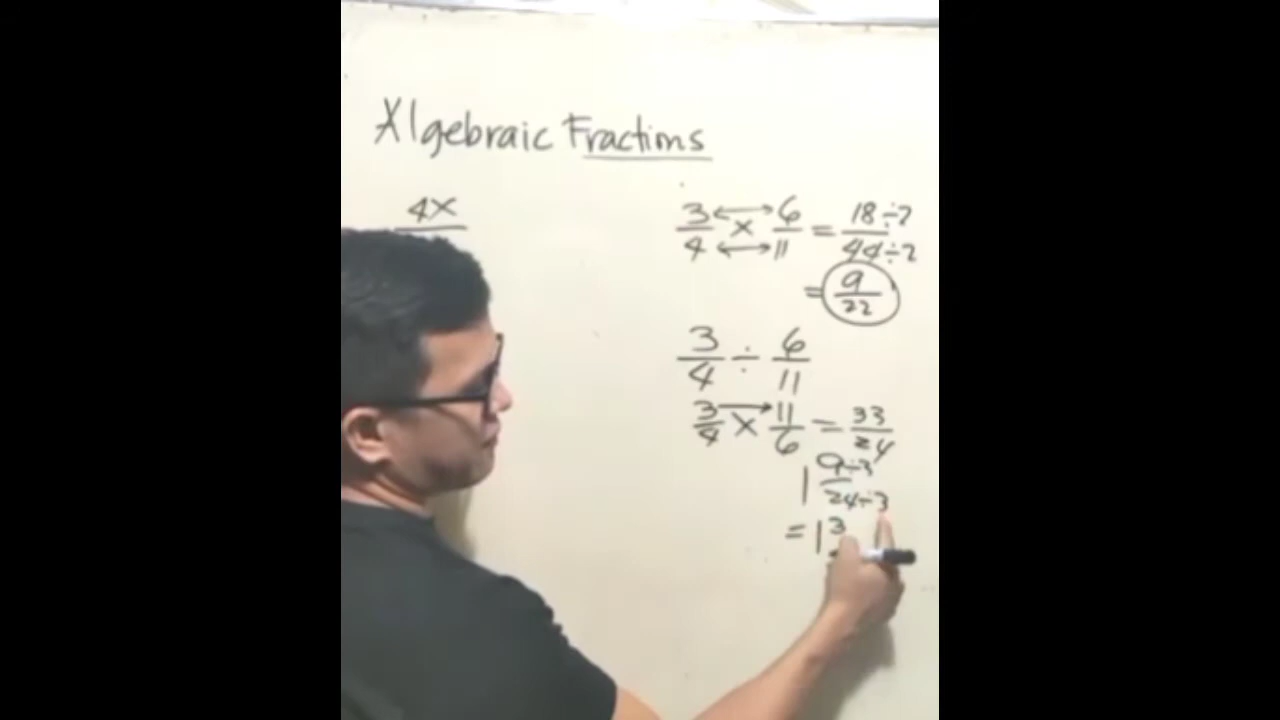 Algebraic Fractions
4x
3/4 × 6/11 = 18÷2/44÷2
= 9/22
3/4 ÷ 6/11
3/4 × 11/6 = 33/24
1 9÷3/24÷3
= 1 3